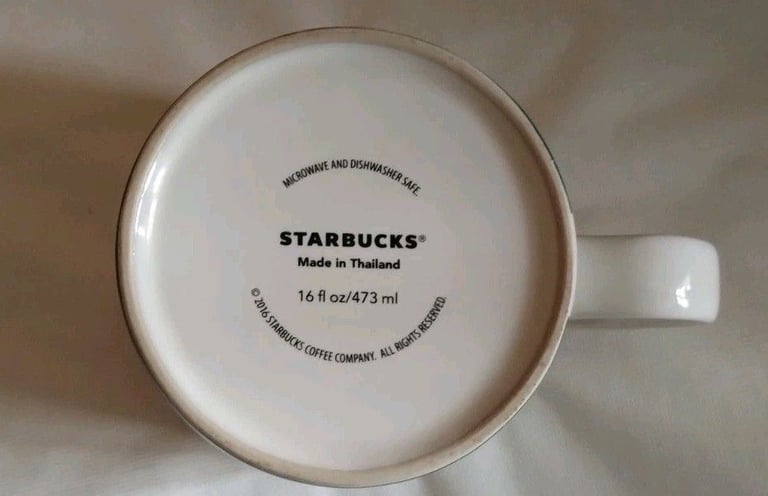 MICROWAVE AND DISHWASHER SAFE.
STARBUCKS®
Made in Thailand
16 fl oz/473 ml
© 2016 STARBUCKS COFFEE COMPANY. ALL RIGHTS RESERVED.